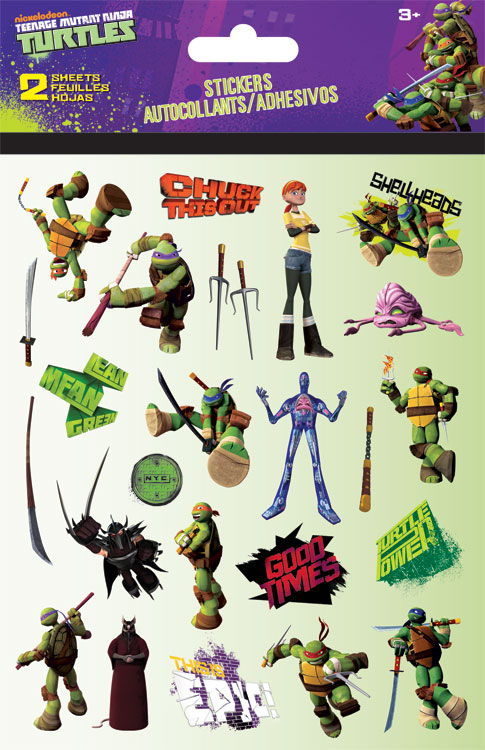 nickelodeon
TEENAGE MUTANT NINJA
TURTLES
3+
2 SHEETS
FEUILLES
HOJAS
STICKERS
AUTOCOLLANTS/ADHESIVOS
CHUCK
THIS OUT
SHELLHEADS
LEAN
MEAN
GREEN
N.Y.C.
GOOD
TIMES
TURTLE
POWER
THIS IS
EPIC!